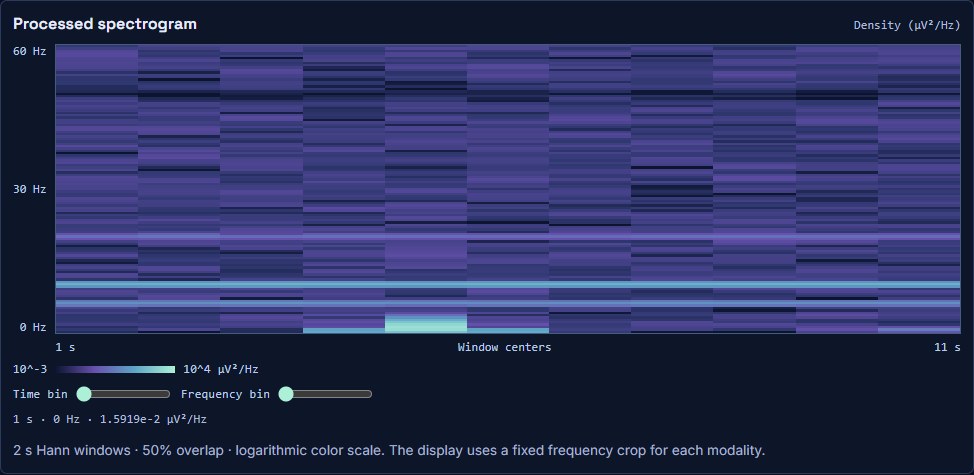 Processed spectrogram
Density (µV²/Hz)
60 Hz
30 Hz
0 Hz
1 s Window centers 11 s
10^-3 10^4 µV²/Hz
Time bin Frequency bin
1 s · 0 Hz · 1.5919e-2 µV²/Hz
2 s Hann windows · 50% overlap · logarithmic color scale. The display uses a fixed frequency crop for each modality.